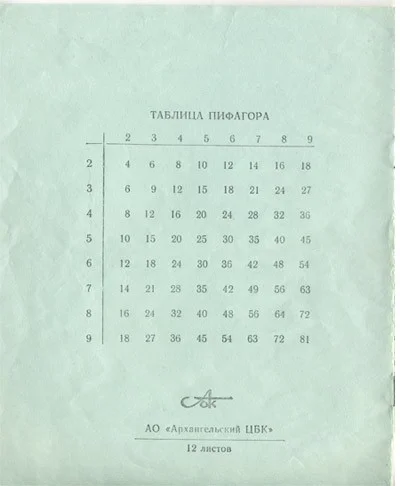 ТАБЛИЦА ПИФАГОРА
2 3 4 5 6 7 8 9
2 4 6 8 10 12 14 16 18
3 6 9 12 15 18 21 24 27
4 8 12 16 20 24 28 32 36
5 10 15 20 25 30 35 40 45
6 12 18 24 30 36 42 48 54
7 14 21 28 35 42 49 56 63
8 16 24 32 40 48 56 64 72
9 18 27 36 45 54 63 72 81
АО «Архангельский ЦБК»
12 листов